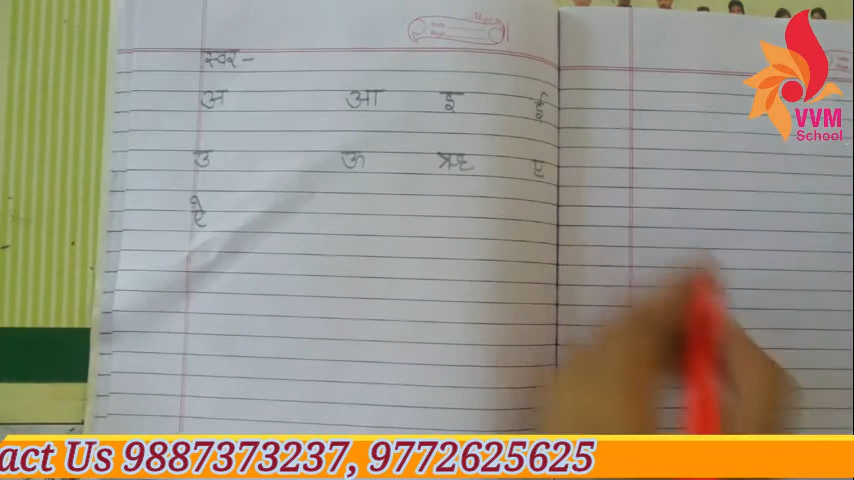 स्वर -
अ आ इ ई
उ ऊ ऋ ए
ऐ
VVM
School
act Us 9887373237, 9772625625